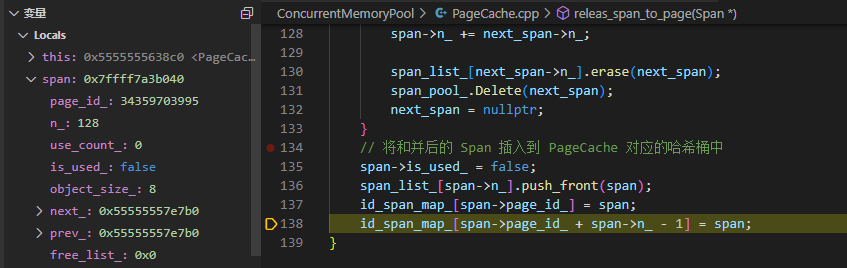 变量
Locals
this: 0x5555555638c0 <PageCac…
span: 0x7ffff7a3b040
page_id_: 34359703995
n_: 128
use_count_: 0
is_used_: false
object_size_: 8
next_: 0x55555557e7b0
prev_: 0x55555557e7b0
free_list_: 0x0
ConcurrentMemoryPool > PageCache.cpp > releas_span_to_page(Span *)
128 span->n_ += next_span->n_;
129
130 span_list_[next_span->n_].erase(next_span);
131 span_pool_.Delete(next_span);
132 next_span = nullptr;
133 }
134 // 将和并后的 Span 插入到 PageCache 对应的哈希桶中
135 span->is_used_ = false;
136 span_list_[span->n_].push_front(span);
137 id_span_map_[span->page_id_] = span;
138 id_span_map_[span->page_id_ + span->n_ - 1] = span;
139 }